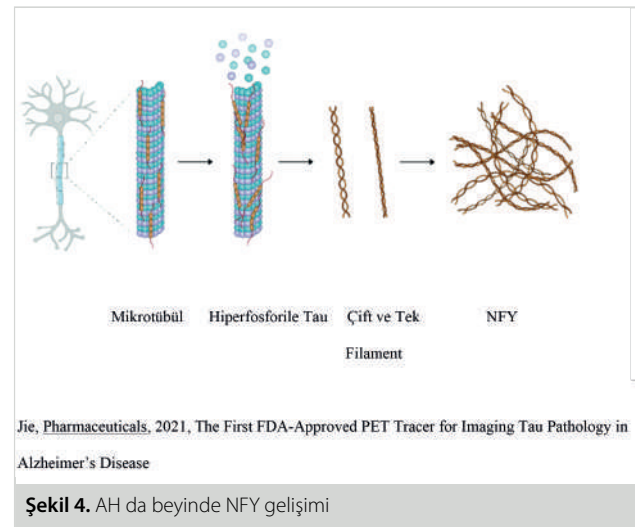 Mikrotübül Hiperfosforile Tau Çift ve Tek NFY
Filament
Jie, Pharmaceuticals, 2021, The First FDA-Approved PET Tracer for Imaging Tau Pathology in
Alzheimer's Disease
Şekil 4. AH da beyinde NFY gelişimi